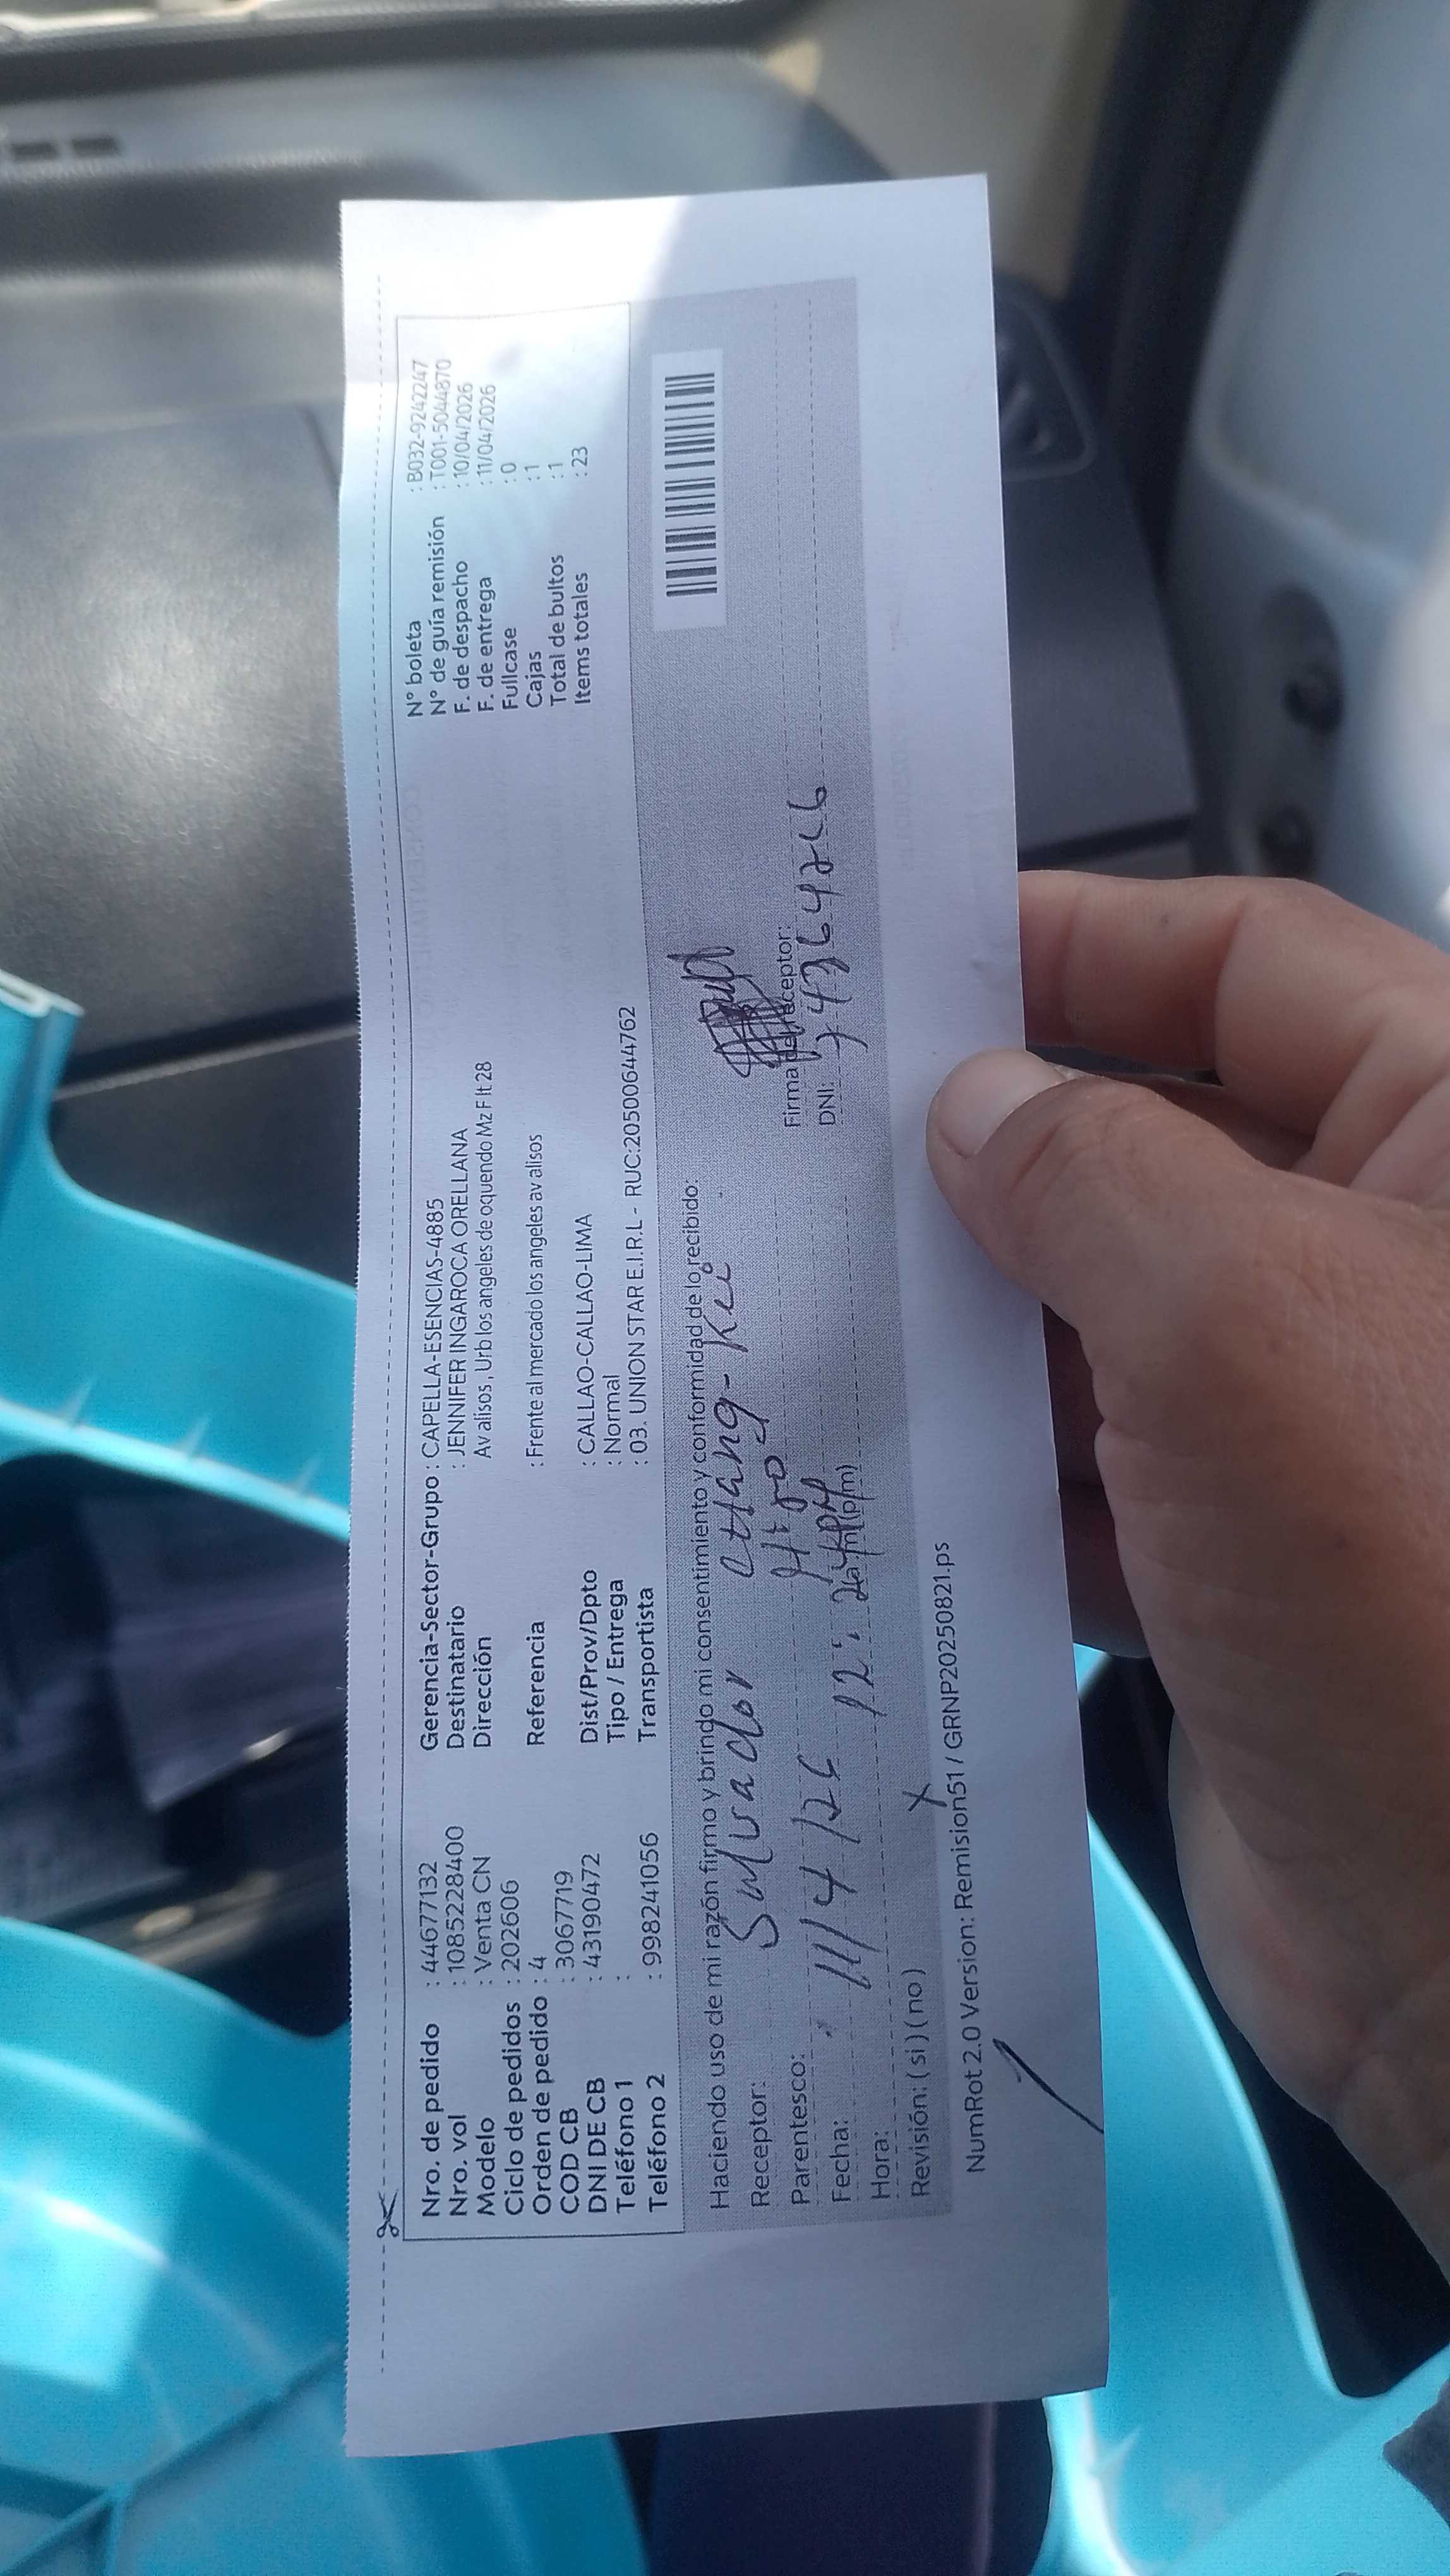 Nro. de pedido : 44677132
Nro. vol : 1085228400
Modelo : Venta CN
Ciclo de pedidos : 202606
Orden de pedido : 4
COD CB : 3067719
DNI DE CB : 43190472
Teléfono 1 :
Teléfono 2 : 998241056
Gerencia-Sector-Grupo : CAPELLA-ESENCIAS-4885
Destinatario : JENNIFER INGAROCA ORELLANA
Dirección Av alisos , Urb los angeles de oquendo Mz F lt 28
Referencia : Frente al mercado los angeles av alisos
Dist/Prov/Dpto : CALLAO-CALLAO-LIMA
Tipo / Entrega : Normal
Transportista : 03. UNION STAR E.I.R.L - RUC:20500644762
N° boleta : B032-9242247
N° de guía remisión : T001-5044870
F. de despacho : 10/04/2026
F. de entrega : 11/04/2026
Fullcase : 0
Cajas : 1
Total de bultos : 1
Items totales : 23
Haciendo uso de mi razón firmo y brindo mi consentimiento y conformidad de lo recibido:
Receptor: Salvador Chang-Kei
Parentesco: Hijo
Fecha: 11/4/26
Hora: 12: PM (a/m) (p/m)
Revisión: ( si ) ( no ) X
Firma del receptor:
DNI:
NumRot 2.0 Version: Remision51 / GRNP20250821.ps